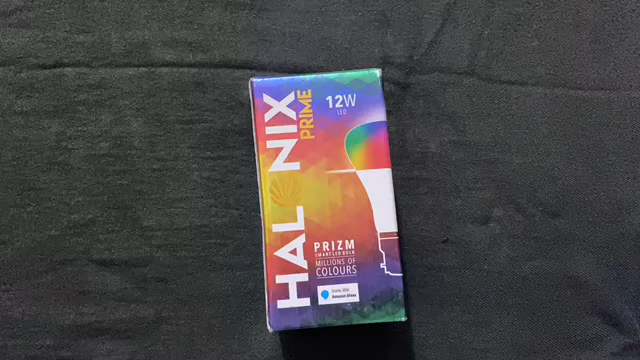 HALONIX
PRIME
12W
LED
PRIZM
SMART LED BULB
MILLIONS OF
COLOURS
Works With
Amazon Alexa